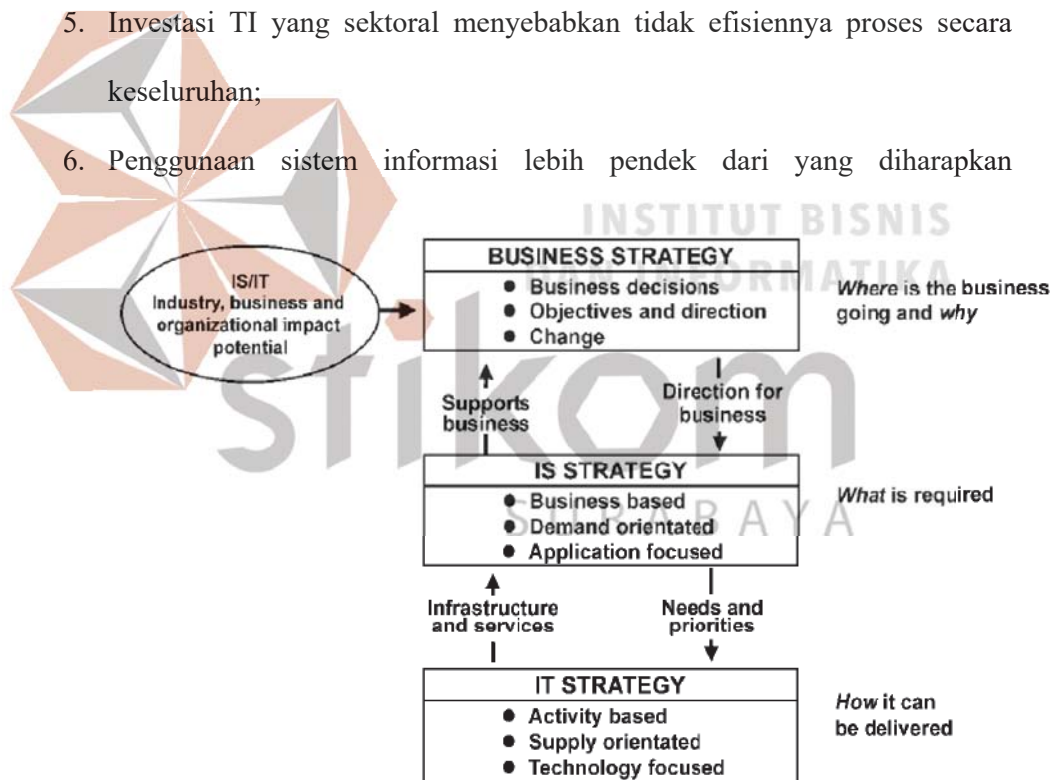 5. Investasi TI yang sektoral menyebabkan tidak efisiennya proses secara
keseluruhan;
6. Penggunaan sistem informasi lebih pendek dari yang diharapkan
INSTITUT BISNIS
DAN INFORMATIKA
stikom
SURABAYA
IS/IT
Industry, business and
organizational impact
potential
BUSINESS STRATEGY
● Business decisions
● Objectives and direction
● Change
Where is the business
going and why
Supports
business
Direction for
business
IS STRATEGY
● Business based
● Demand orientated
● Application focused
What is required
Infrastructure
and services
Needs and
priorities
IT STRATEGY
● Activity based
● Supply orientated
● Technology focused
How it can
be delivered